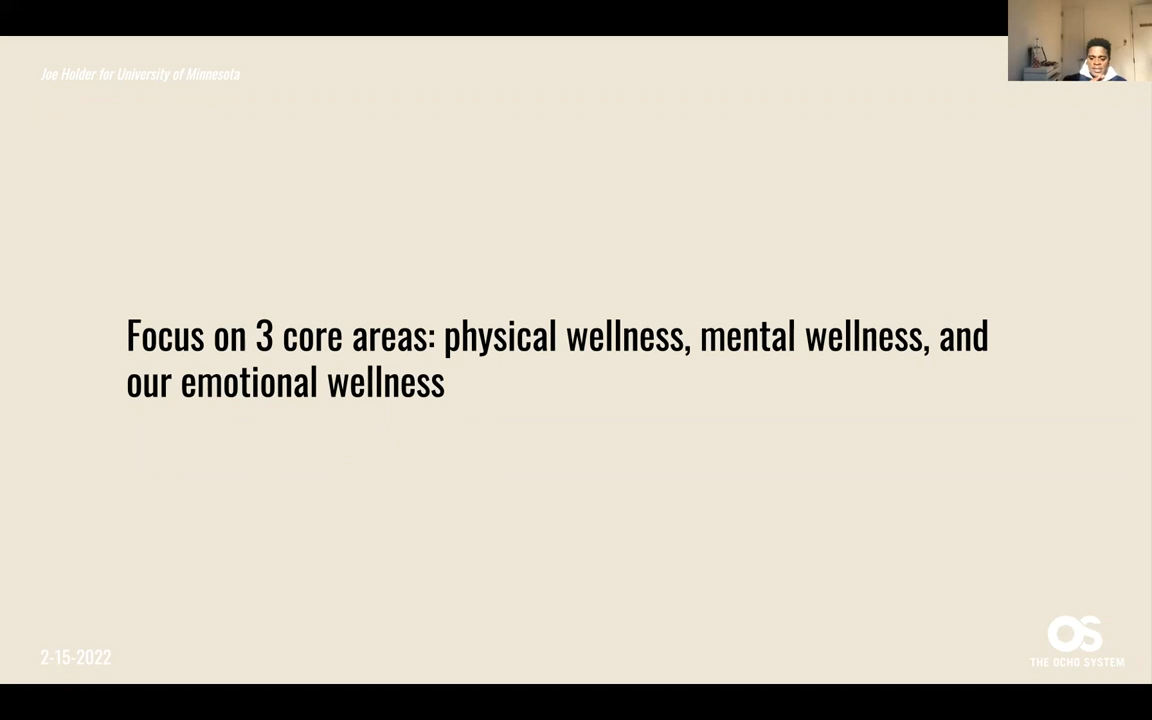 Joe Holder for University of Minnesota
Focus on 3 core areas: physical wellness, mental wellness, and
our emotional wellness
2-15-2022
OS
THE OCHO SYSTEM